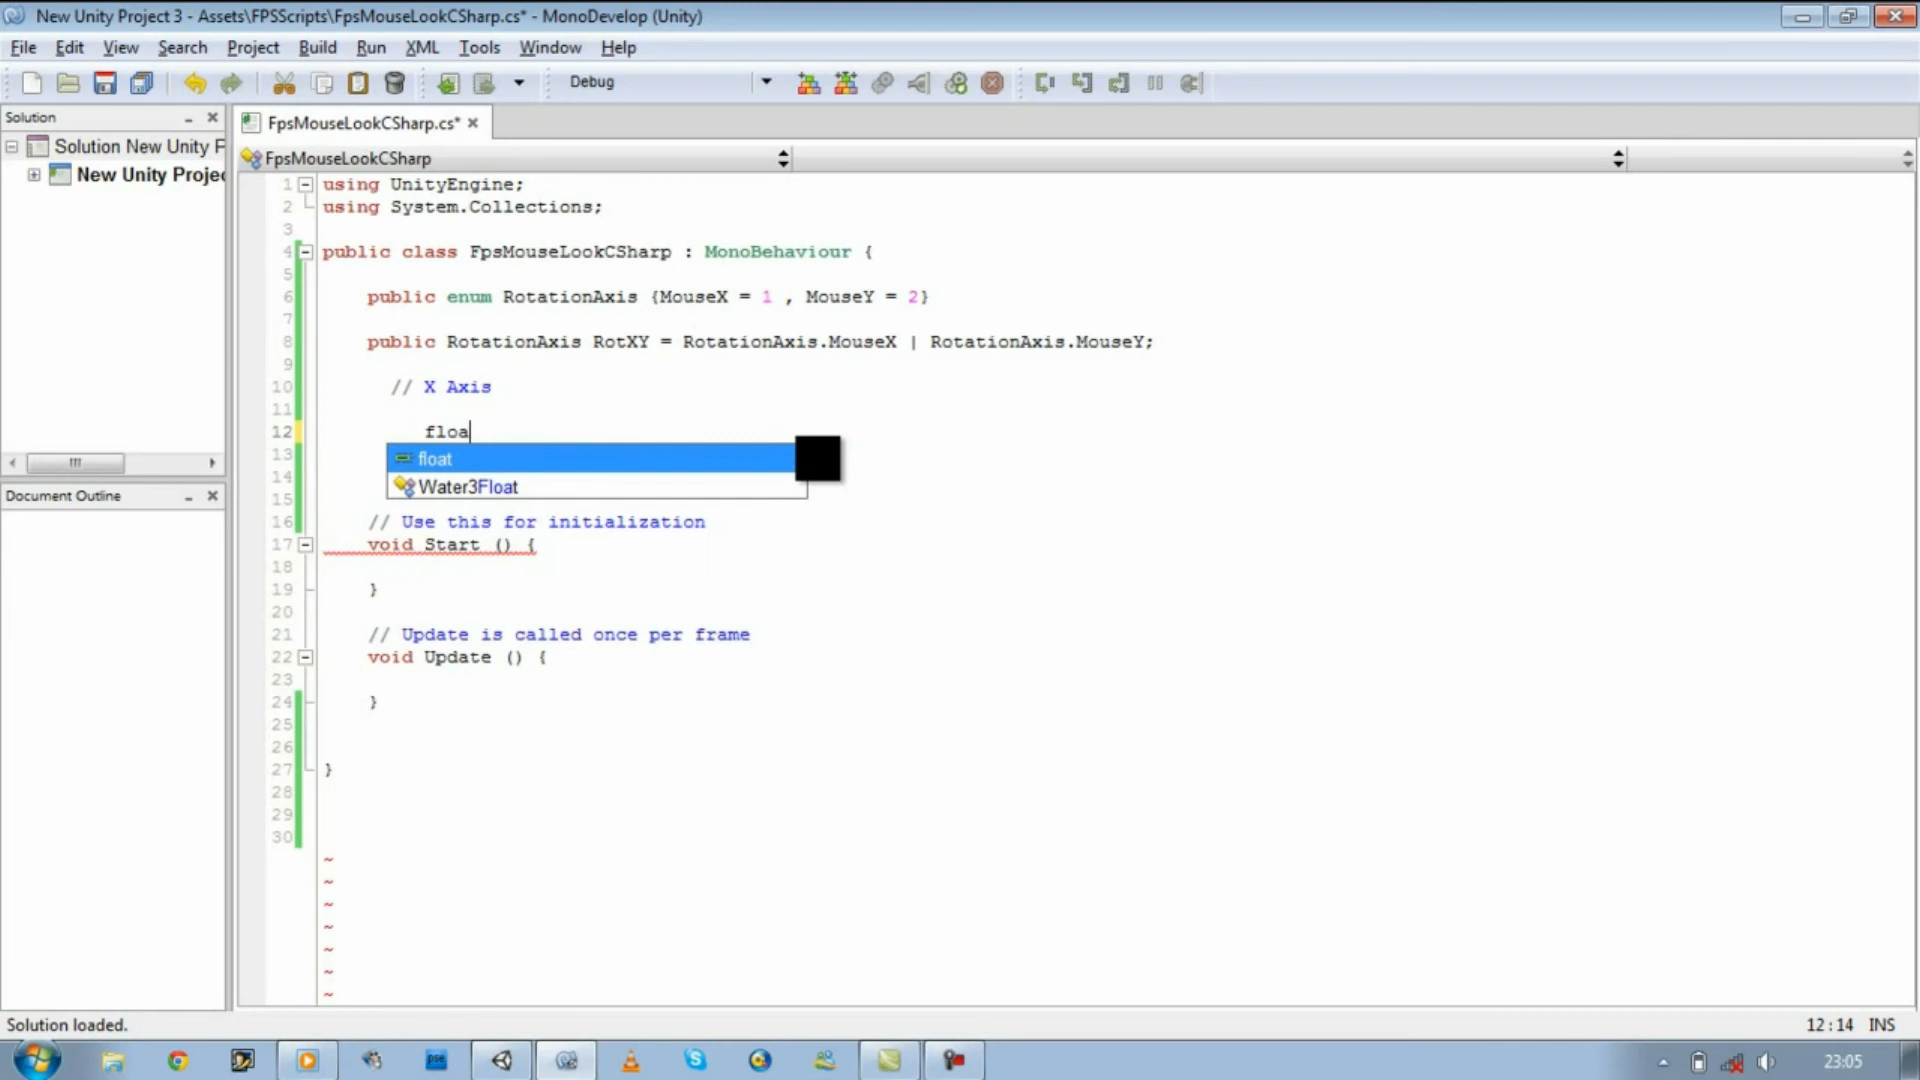 New Unity Project 3 - Assets\FPSScripts\FpsMouseLookCSharp.cs* - MonoDevelop (Unity)
File Edit View Search Project Build Run XML Tools Window Help
Debug
Solution
FpsMouseLookCSharp.cs*
Solution New Unity F
FpsMouseLookCSharp
New Unity Projec
1 using UnityEngine;
2 using System.Collections;
3
4 public class FpsMouseLookCSharp : MonoBehaviour {
5
6 public enum RotationAxis {MouseX = 1 , MouseY = 2}
7
8 public RotationAxis RotXY = RotationAxis.MouseX | RotationAxis.MouseY;
9
10 // X Axis
11
12 floa
13 float
14 Water3Float
15
16 // Use this for initialization
17 void Start () {
18
19 }
20
21 // Update is called once per frame
22 void Update () {
23
24 }
25
26
27 }
28
29
30
~
~
~
~
~
~
~
Document Outline
Solution loaded.
12 : 14 INS
pse
23:05